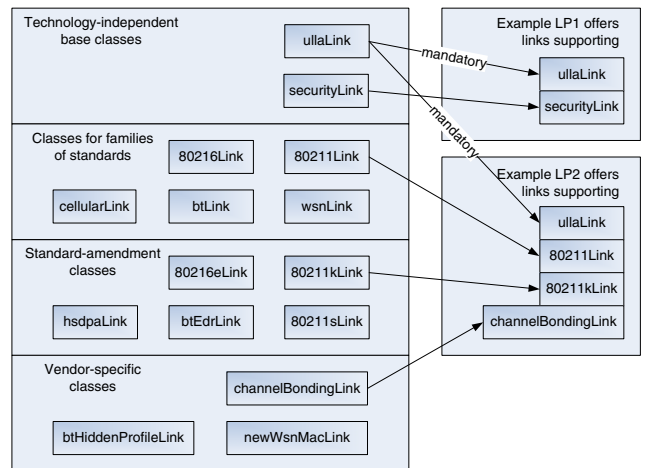 Technology-independent
base classes
ullaLink
securityLink
Classes for families
of standards
80216Link
80211Link
cellularLink
btLink
wsnLink
Standard-amendment
classes
80216eLink
80211kLink
hsdpaLink
btEdrLink
80211sLink
Vendor-specific
classes
channelBondingLink
btHiddenProfileLink
newWsnMacLink
mandatory
mandatory
Example LP1 offers
links supporting
ullaLink
securityLink
Example LP2 offers
links supporting
ullaLink
80211Link
80211kLink
channelBondingLink